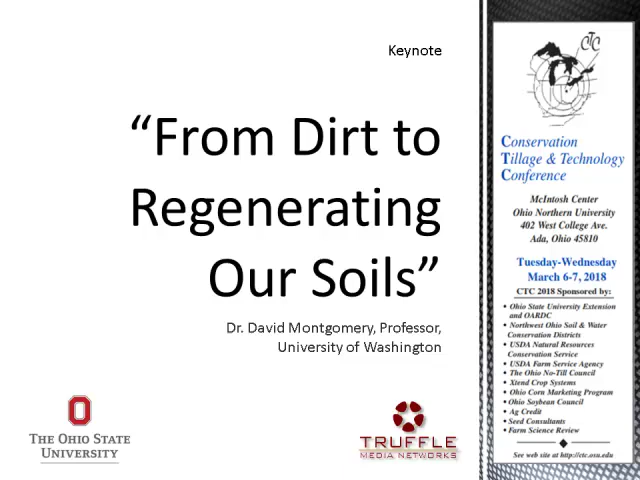 Keynote
“From Dirt to
Regenerating
Our Soils”
Dr. David Montgomery, Professor,
University of Washington
THE OHIO STATE
UNIVERSITY
TRUFFLE
MEDIA NETWORKS
CTC
Conservation
Tillage & Technology
Conference
McIntosh Center
Ohio Northern University
402 West College Ave.
Ada, Ohio 45810
Tuesday-Wednesday
March 6-7, 2018
CTC 2018 Sponsored by:
• Ohio State University Extension
and OARDC
• Northwest Ohio Soil & Water
Conservation Districts
• USDA Natural Resources
Conservation Service
• USDA Farm Service Agency
• The Ohio No-Till Council
• Xtend Crop Systems
• Ohio Corn Marketing Program
• Ohio Soybean Council
• Ag Credit
• Seed Consultants
• Farm Science Review
See web site at http://ctc.osu.edu